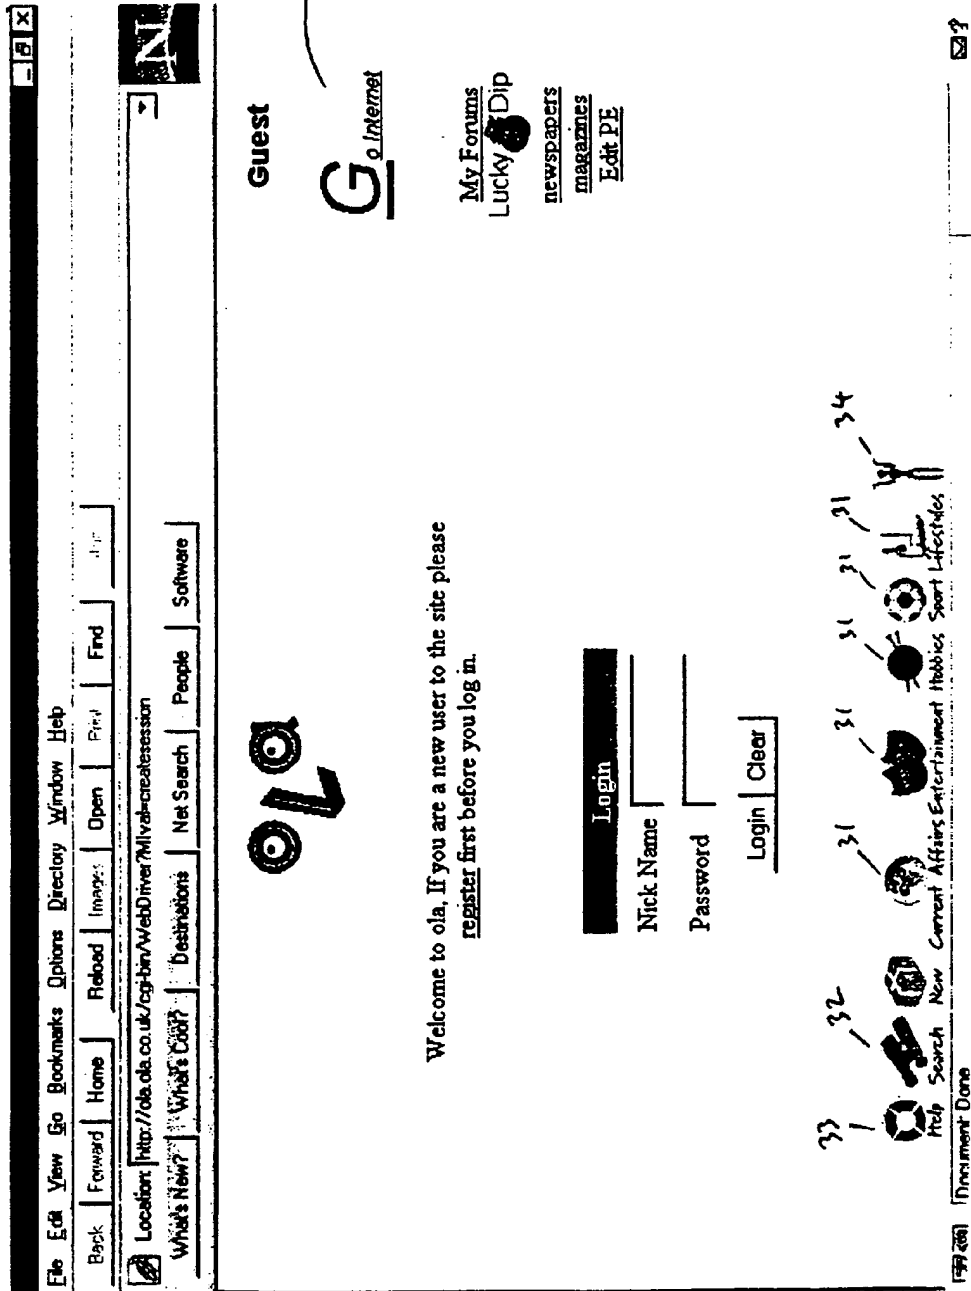 File Edit View Go Bookmarks Options Directory Window Help
Back Forward Home Reload Images Open Print Find
Location: http://ola.ola.co.uk/cgi-bin/WebDriver?MIval=createsession
What's New? What's Cool? Destinations Net Search People Software
N
ola
Guest
Go Internet
Welcome to ola, If you are a new user to the site please
register first before you log in.
My Forums
Lucky Dip
newspapers
magazines
Edit PE
Login
Nick Name
Password
Login Clear
33 32 31 31 31 31 31 34
Help Search New Current Affairs Entertainment Hobbies Sport Lifestyles
Document Done